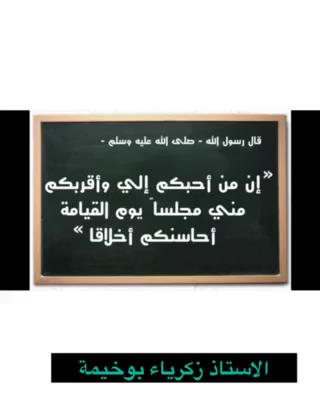 قال رسول الله - صلى الله عليه وسلم -
«إن من أحبكم إلي وأقربكم
مني مجلساً يوم القيامة
أحاسنكم أخلاقا »
الاستاذ زكرياء بوخيمة